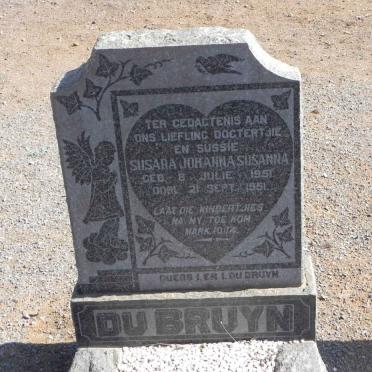 TER GEDAGTENIS AAN
ONS LIEFLING DOGTERTJIE
EN SUSSIE
SUSARA JOHANNA SUSANNA
GEB. 8 JULIE 1951
OORL. 21 SEPT. 1951.
LAAT DIE KINDERTJIES
NA MY TOE KOM
MARK. 10:14.
OUERS I. EN I. DU BRUYN
DU BRUYN